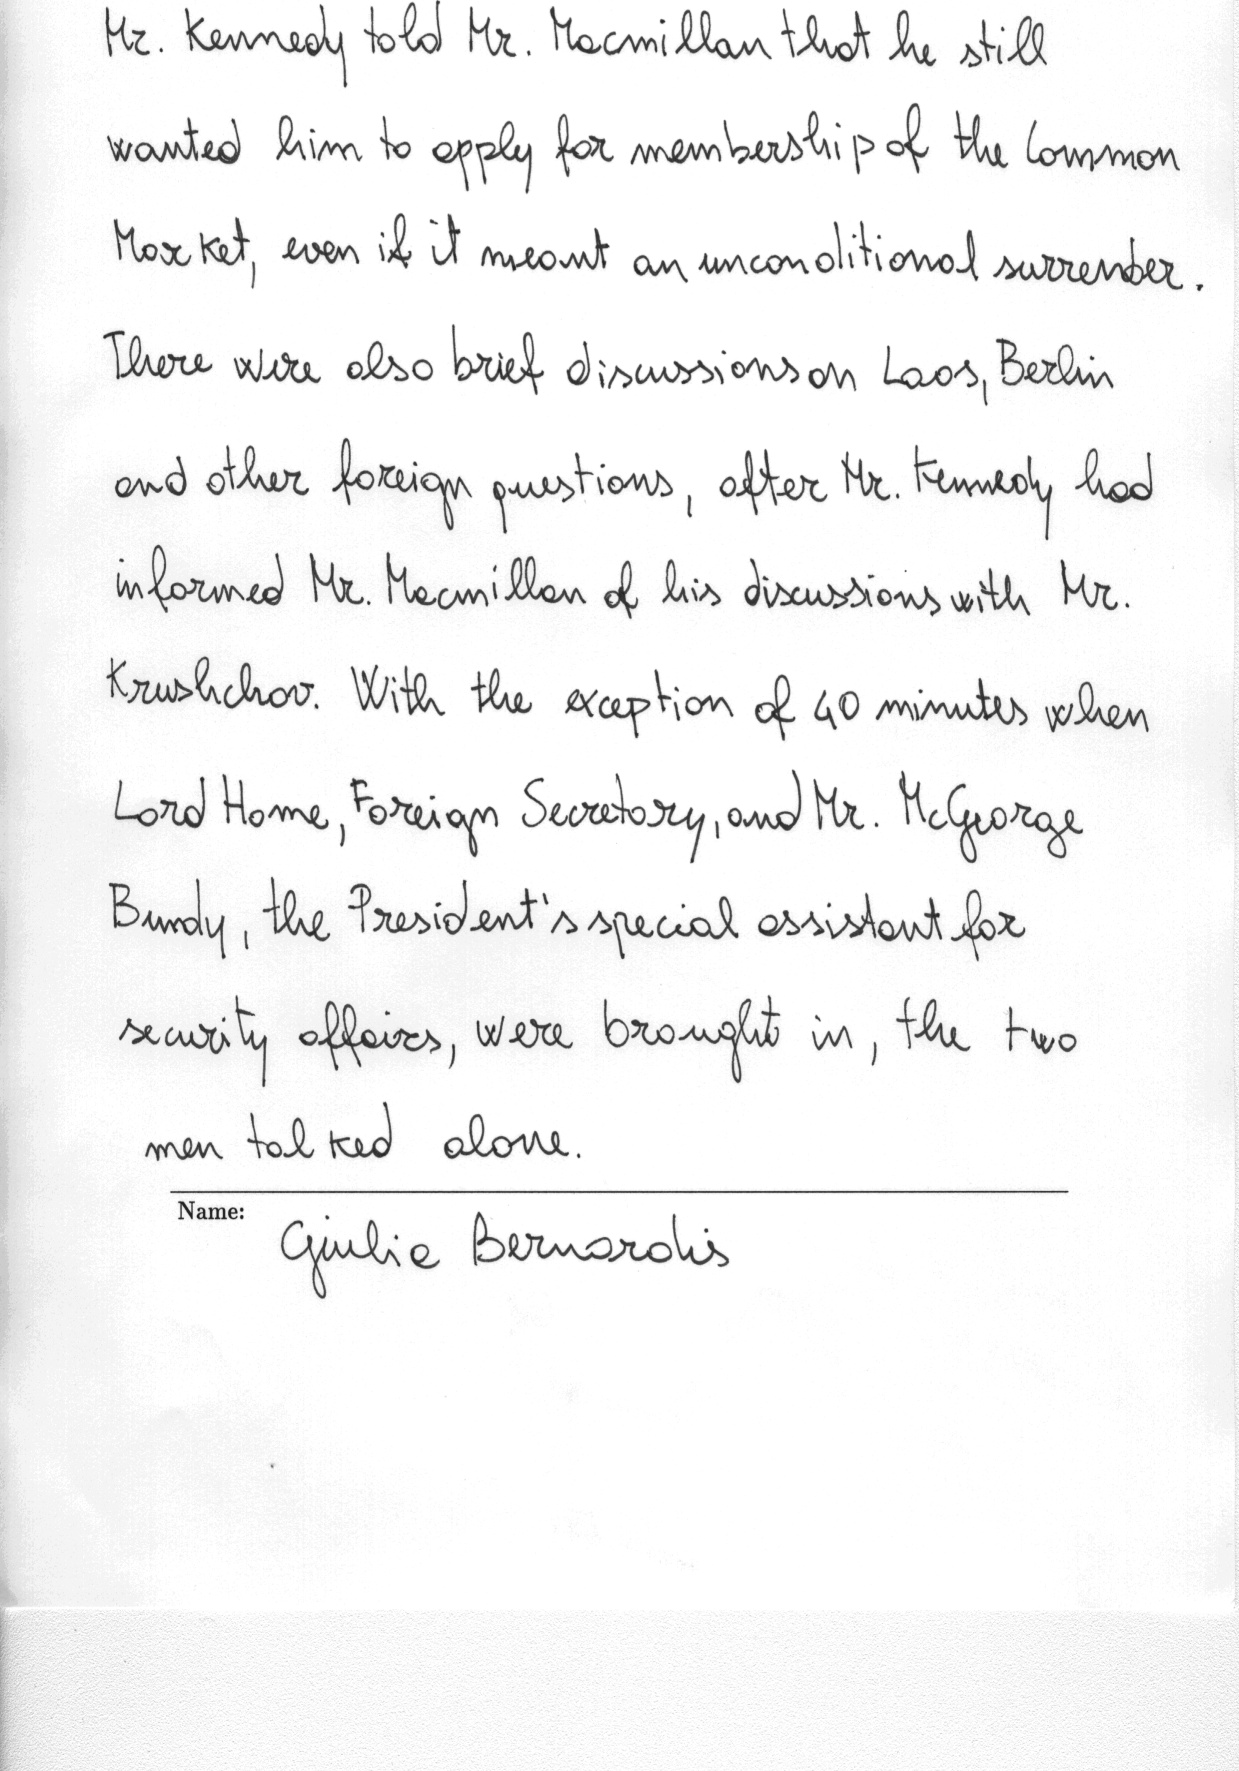 Mr. Kennedy told Mr. Macmillan that he still
wanted him to apply for membership of the Common
Market, even if it meant an unconditional surrender.
There were also brief discussions on Laos, Berlin
and other foreign questions, after Mr. Kennedy had
informed Mr. Macmillan of his discussions with Mr.
Krushchov. With the exception of 40 minutes when
Lord Home, Foreign Secretary, and Mr. McGeorge
Bundy, the President's special assistant for
security affairs, were brought in, the two
men talked alone.
Name:
Giulia Bernardis